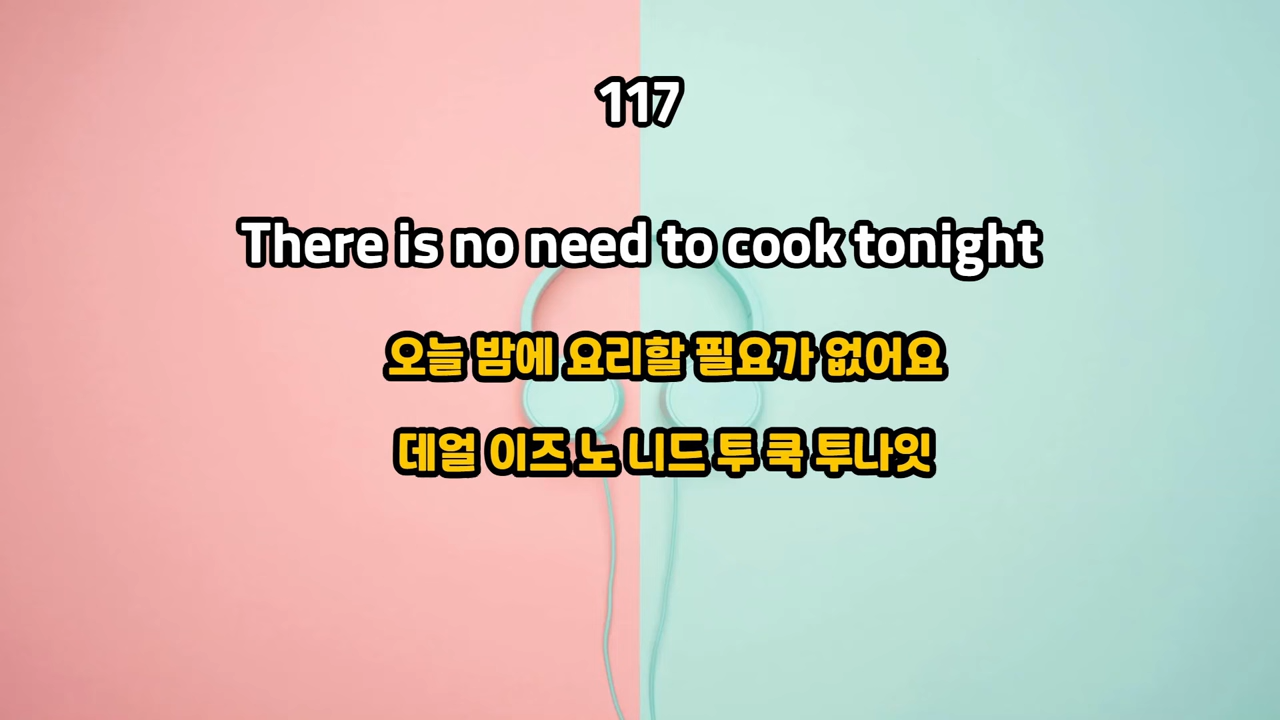 117
There is no need to cook tonight
오늘 밤에 요리할 필요가 없어요
데얼 이즈 노 니드 투 쿡 투나잇